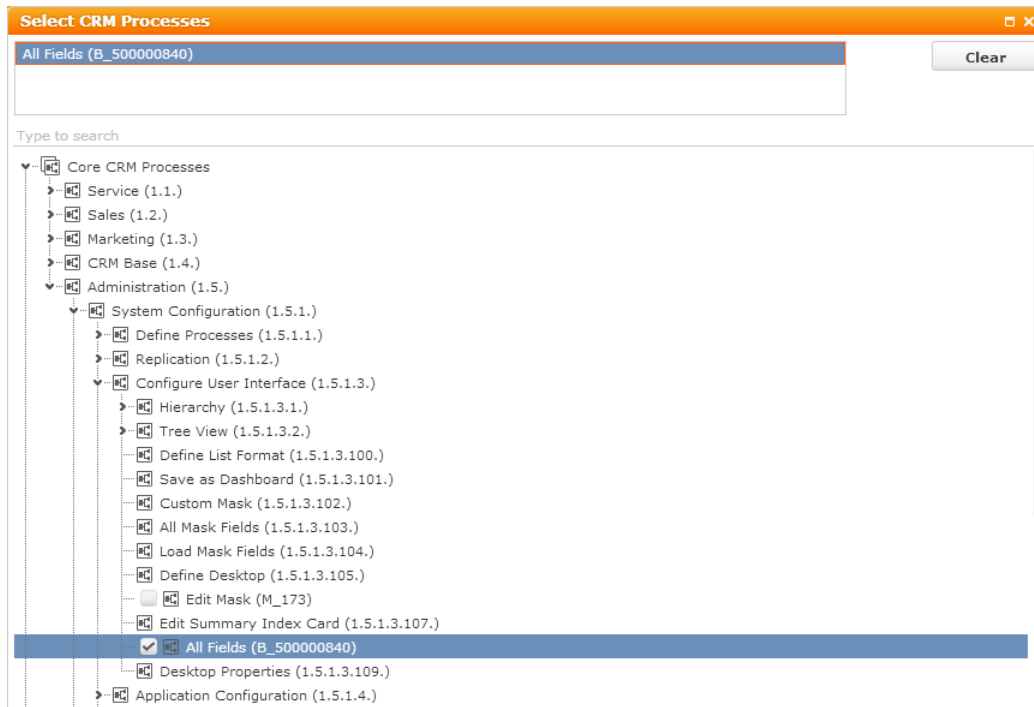 Select CRM Processes
All Fields (B_500000840)
Clear
Type to search
Core CRM Processes
Service (1.1.)
Sales (1.2.)
Marketing (1.3.)
CRM Base (1.4.)
Administration (1.5.)
System Configuration (1.5.1.)
Define Processes (1.5.1.1.)
Replication (1.5.1.2.)
Configure User Interface (1.5.1.3.)
Hierarchy (1.5.1.3.1.)
Tree View (1.5.1.3.2.)
Define List Format (1.5.1.3.100.)
Save as Dashboard (1.5.1.3.101.)
Custom Mask (1.5.1.3.102.)
All Mask Fields (1.5.1.3.103.)
Load Mask Fields (1.5.1.3.104.)
Define Desktop (1.5.1.3.105.)
Edit Mask (M_173)
Edit Summary Index Card (1.5.1.3.107.)
All Fields (B_500000840)
Desktop Properties (1.5.1.3.109.)
Application Configuration (1.5.1.4.)